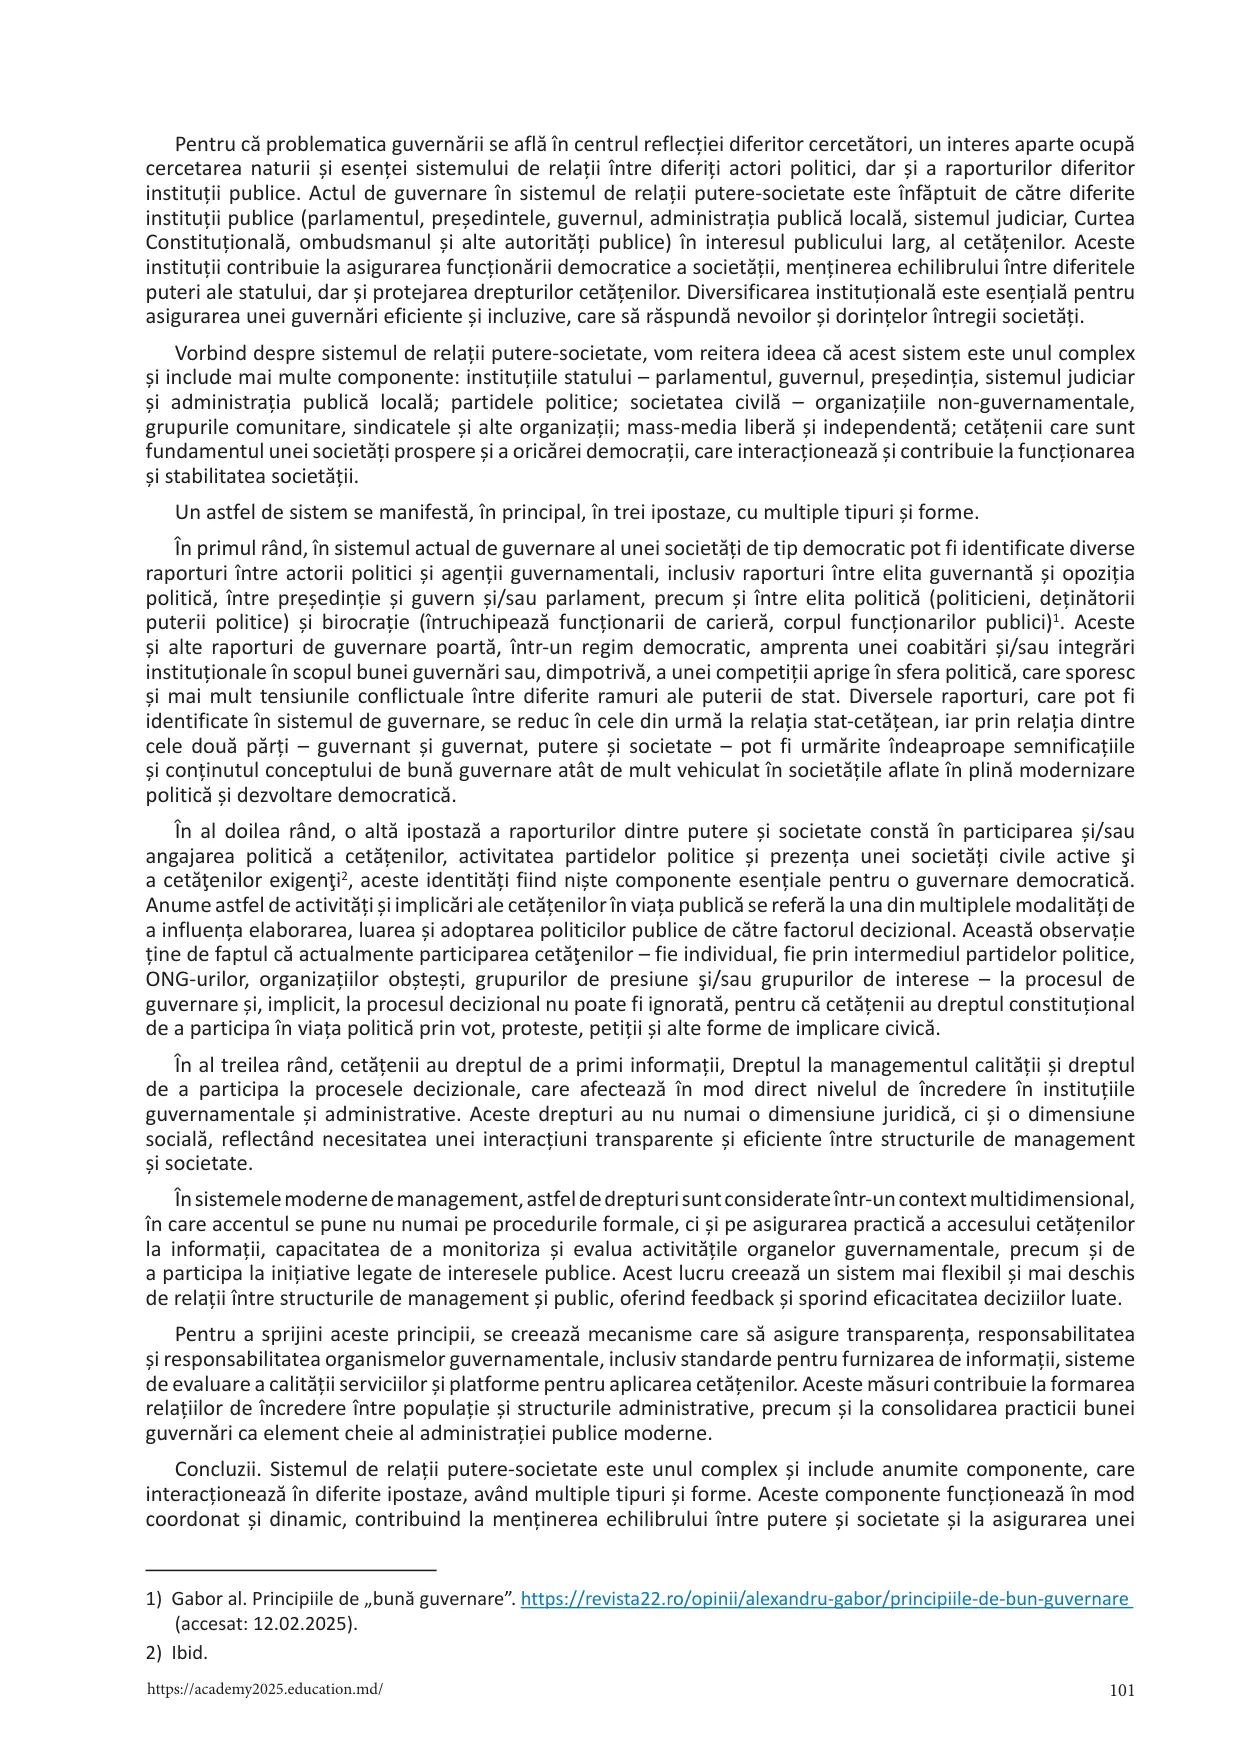 Pentru că problematica guvernării se află în centrul reflecției diferitor cercetători, un interes aparte ocupă
cercetarea naturii și esenței sistemului de relații între diferiți actori politici, dar și a raporturilor diferitor
instituții publice. Actul de guvernare în sistemul de relații putere-societate este înfăptuit de către diferite
instituții publice (parlamentul, președintele, guvernul, administrația publică locală, sistemul judiciar, Curtea
Constituțională, ombudsmanul și alte autorități publice) în interesul publicului larg, al cetățenilor. Aceste
instituții contribuie la asigurarea funcționării democratice a societății, menținerea echilibrului între diferitele
puteri ale statului, dar și protejarea drepturilor cetățenilor. Diversificarea instituțională este esențială pentru
asigurarea unei guvernări eficiente și incluzive, care să răspundă nevoilor și dorințelor întregii societăți.
Vorbind despre sistemul de relații putere-societate, vom reitera ideea că acest sistem este unul complex
și include mai multe componente: instituțiile statului – parlamentul, guvernul, președinția, sistemul judiciar
și administrația publică locală; partidele politice; societatea civilă – organizațiile non-guvernamentale,
grupurile comunitare, sindicatele și alte organizații; mass-media liberă și independentă; cetățenii care sunt
fundamentul unei societăți prospere și a oricărei democrații, care interacționează și contribuie la funcționarea
și stabilitatea societății.
Un astfel de sistem se manifestă, în principal, în trei ipostaze, cu multiple tipuri și forme.
În primul rând, în sistemul actual de guvernare al unei societăți de tip democratic pot fi identificate diverse
raporturi între actorii politici și agenții guvernamentali, inclusiv raporturi între elita guvernantă și opoziția
politică, între președinție și guvern și/sau parlament, precum și între elita politică (politicieni, deținătorii
puterii politice) și birocrație (întruchipează funcționarii de carieră, corpul funcționarilor publici)¹. Aceste
și alte raporturi de guvernare poartă, într-un regim democratic, amprenta unei coabitări și/sau integrări
instituționale în scopul bunei guvernări sau, dimpotrivă, a unei competiții aprige în sfera politică, care sporesc
și mai mult tensiunile conflictuale între diferite ramuri ale puterii de stat. Diversele raporturi, care pot fi
identificate în sistemul de guvernare, se reduc în cele din urmă la relația stat-cetățean, iar prin relația dintre
cele două părți – guvernant și guvernat, putere și societate – pot fi urmărite îndeaproape semnificațiile
și conținutul conceptului de bună guvernare atât de mult vehiculat în societățile aflate în plină modernizare
politică și dezvoltare democratică.
În al doilea rând, o altă ipostază a raporturilor dintre putere și societate constă în participarea și/sau
angajarea politică a cetățenilor, activitatea partidelor politice și prezența unei societăți civile active şi
a cetăţenilor exigenţi², aceste identități fiind niște componente esențiale pentru o guvernare democratică.
Anume astfel de activități și implicări ale cetățenilor în viața publică se referă la una din multiplele modalități de
a influența elaborarea, luarea și adoptarea politicilor publice de către factorul decizional. Această observație
ține de faptul că actualmente participarea cetăţenilor – fie individual, fie prin intermediul partidelor politice,
ONG-urilor, organizațiilor obștești, grupurilor de presiune şi/sau grupurilor de interese – la procesul de
guvernare și, implicit, la procesul decizional nu poate fi ignorată, pentru că cetățenii au dreptul constituțional
de a participa în viața politică prin vot, proteste, petiții și alte forme de implicare civică.
În al treilea rând, cetățenii au dreptul de a primi informații, Dreptul la managementul calității și dreptul
de a participa la procesele decizionale, care afectează în mod direct nivelul de încredere în instituțiile
guvernamentale și administrative. Aceste drepturi au nu numai o dimensiune juridică, ci și o dimensiune
socială, reflectând necesitatea unei interacțiuni transparente și eficiente între structurile de management
și societate.
În sistemele moderne de management, astfel de drepturi sunt considerate într-un context multidimensional,
în care accentul se pune nu numai pe procedurile formale, ci și pe asigurarea practică a accesului cetățenilor
la informații, capacitatea de a monitoriza și evalua activitățile organelor guvernamentale, precum și de
a participa la inițiative legate de interesele publice. Acest lucru creează un sistem mai flexibil și mai deschis
de relații între structurile de management și public, oferind feedback și sporind eficacitatea deciziilor luate.
Pentru a sprijini aceste principii, se creează mecanisme care să asigure transparența, responsabilitatea
și responsabilitatea organismelor guvernamentale, inclusiv standarde pentru furnizarea de informații, sisteme
de evaluare a calității serviciilor și platforme pentru aplicarea cetățenilor. Aceste măsuri contribuie la formarea
relațiilor de încredere între populație și structurile administrative, precum și la consolidarea practicii bunei
guvernări ca element cheie al administrației publice moderne.
Concluzii. Sistemul de relații putere-societate este unul complex și include anumite componente, care
interacționează în diferite ipostaze, având multiple tipuri și forme. Aceste componente funcționează în mod
coordonat și dinamic, contribuind la menținerea echilibrului între putere și societate și la asigurarea unei
1) Gabor al. Principiile de „bună guvernare”. https://revista22.ro/opinii/alexandru-gabor/principiile-de-bun-guvernare
(accesat: 12.02.2025).
2) Ibid.
https://academy2025.education.md/
101